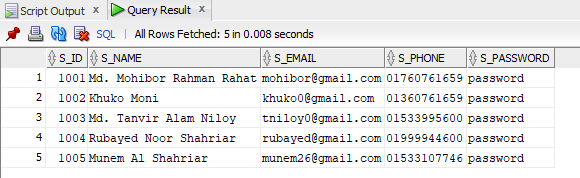 Script Output × Query Result ×
SQL | All Rows Fetched: 5 in 0.008 seconds
S_ID S_NAME S_EMAIL S_PHONE S_PASSWORD
1 1001 Md. Mohibor Rahman Rahat mohibor@gmail.com 01760761659 password
2 1002 Khuko Moni khuko0@gmail.com 01360761659 password
3 1003 Md. Tanvir Alam Niloy tniloy0@gmail.com 01533995600 password
4 1004 Rubayed Noor Shahriar rubayed@gmail.com 01999944600 password
5 1005 Munem Al Shahriar munem26@gmail.com 01533107746 password